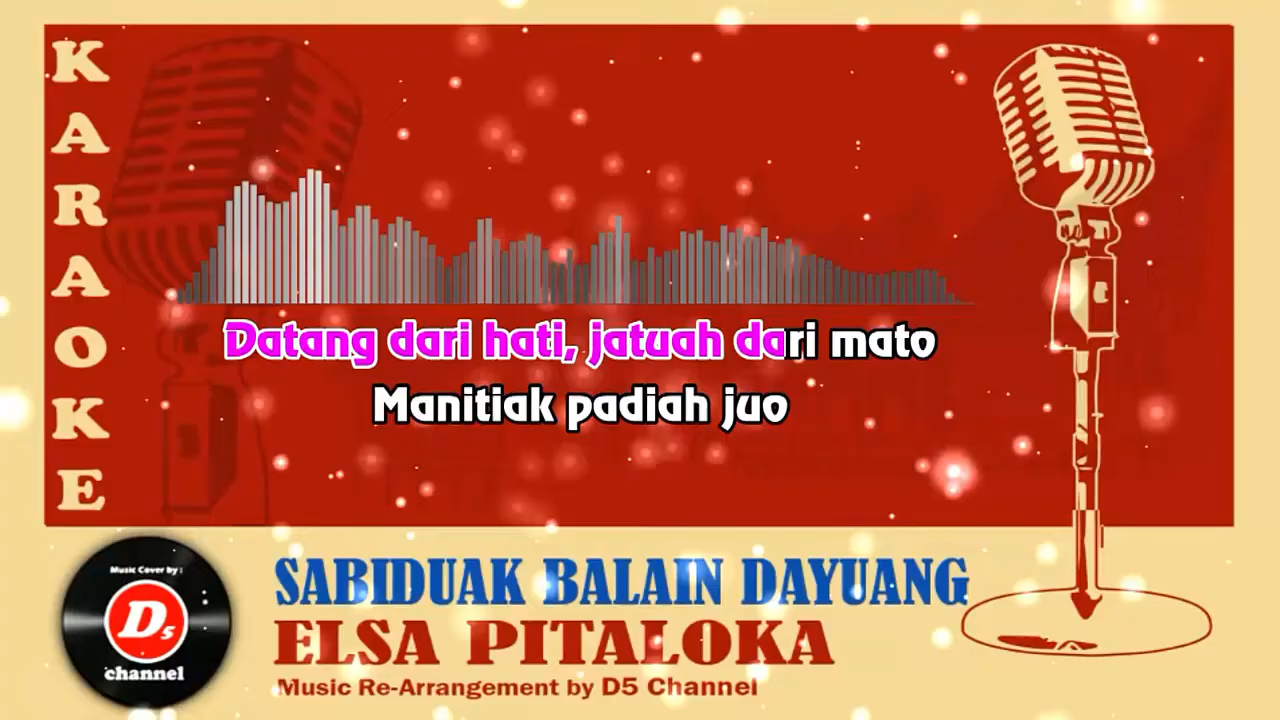 KARAOKE
Datang dari hati, jatuah dari mato
Manitiak padiah juo
Music Cover by :
D5
channel
SABIDUAK BALAIN DAYUANG
ELSA PITALOKA
Music Re-Arrangement by D5 Channel